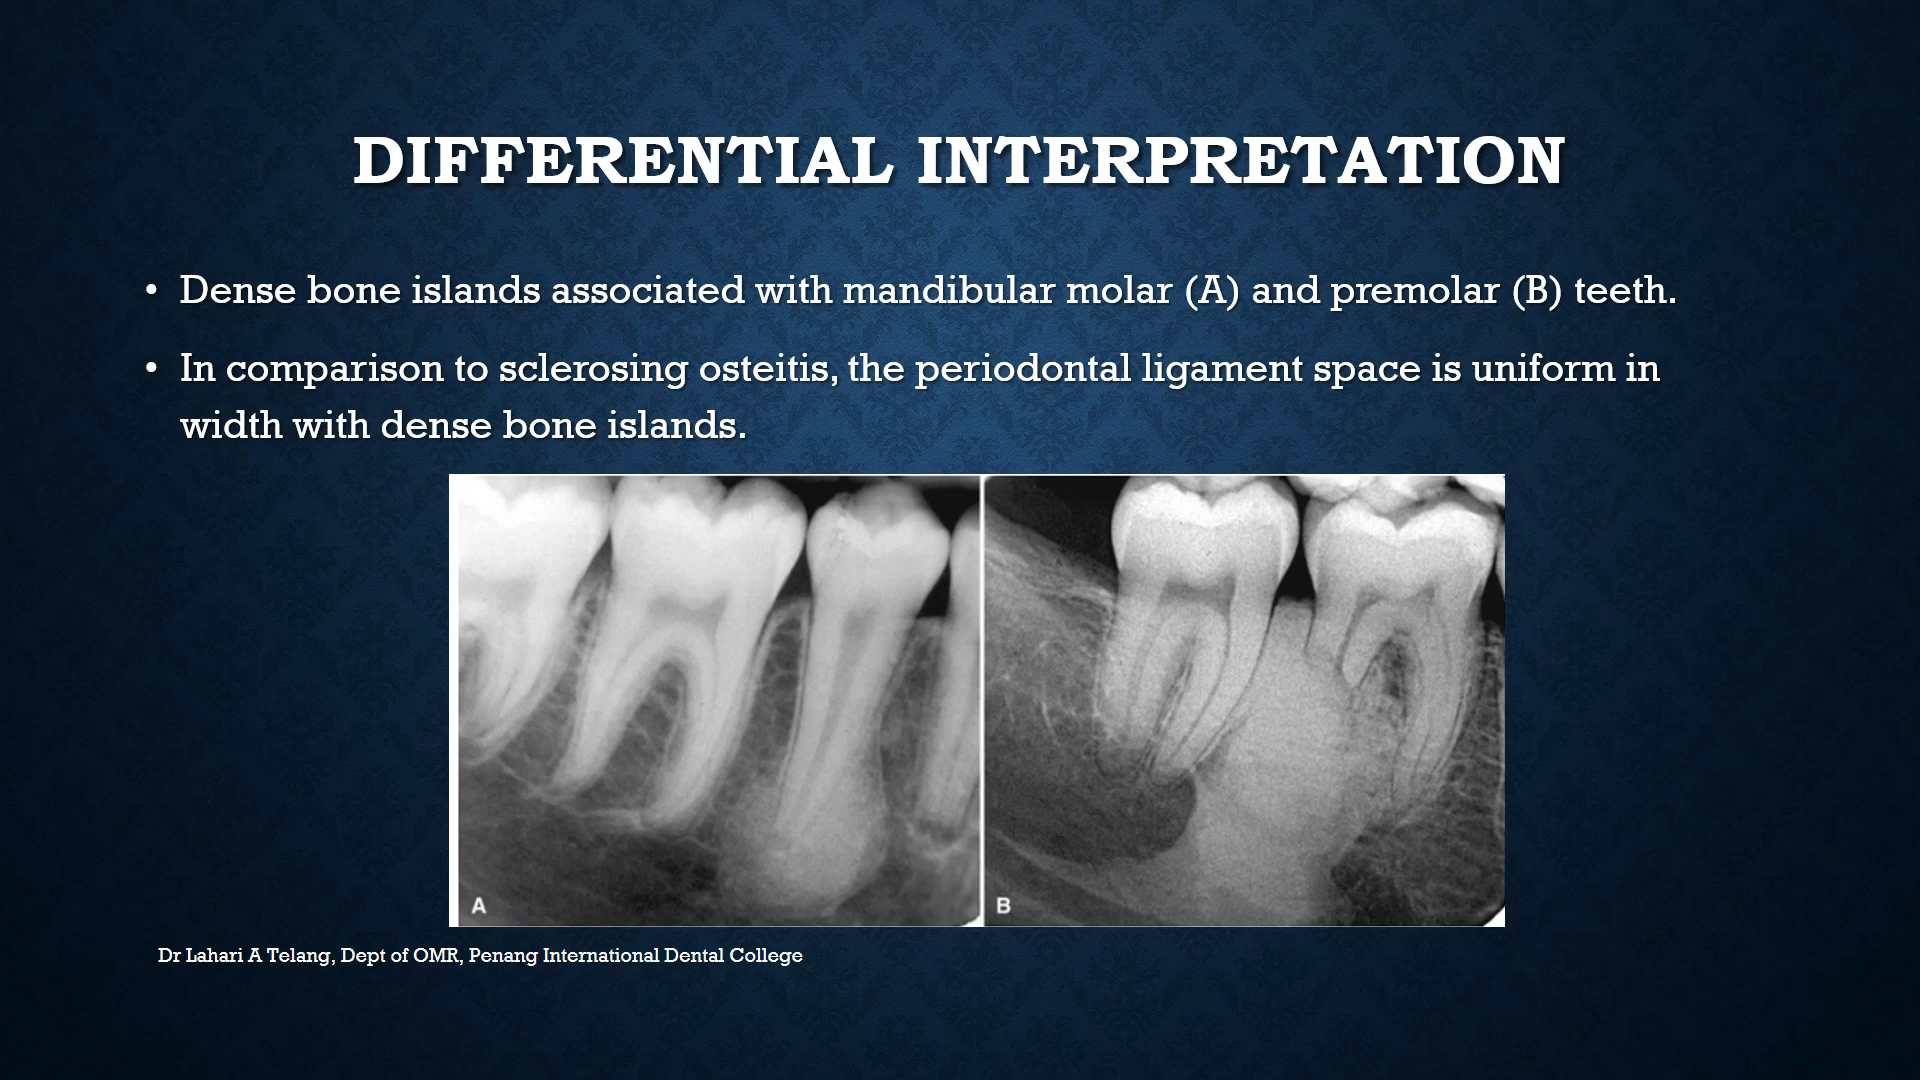 DIFFERENTIAL INTERPRETATION
• Dense bone islands associated with mandibular molar (A) and premolar (B) teeth.
• In comparison to sclerosing osteitis, the periodontal ligament space is uniform in
width with dense bone islands.
A
B
Dr Lahari A Telang, Dept of OMR, Penang International Dental College